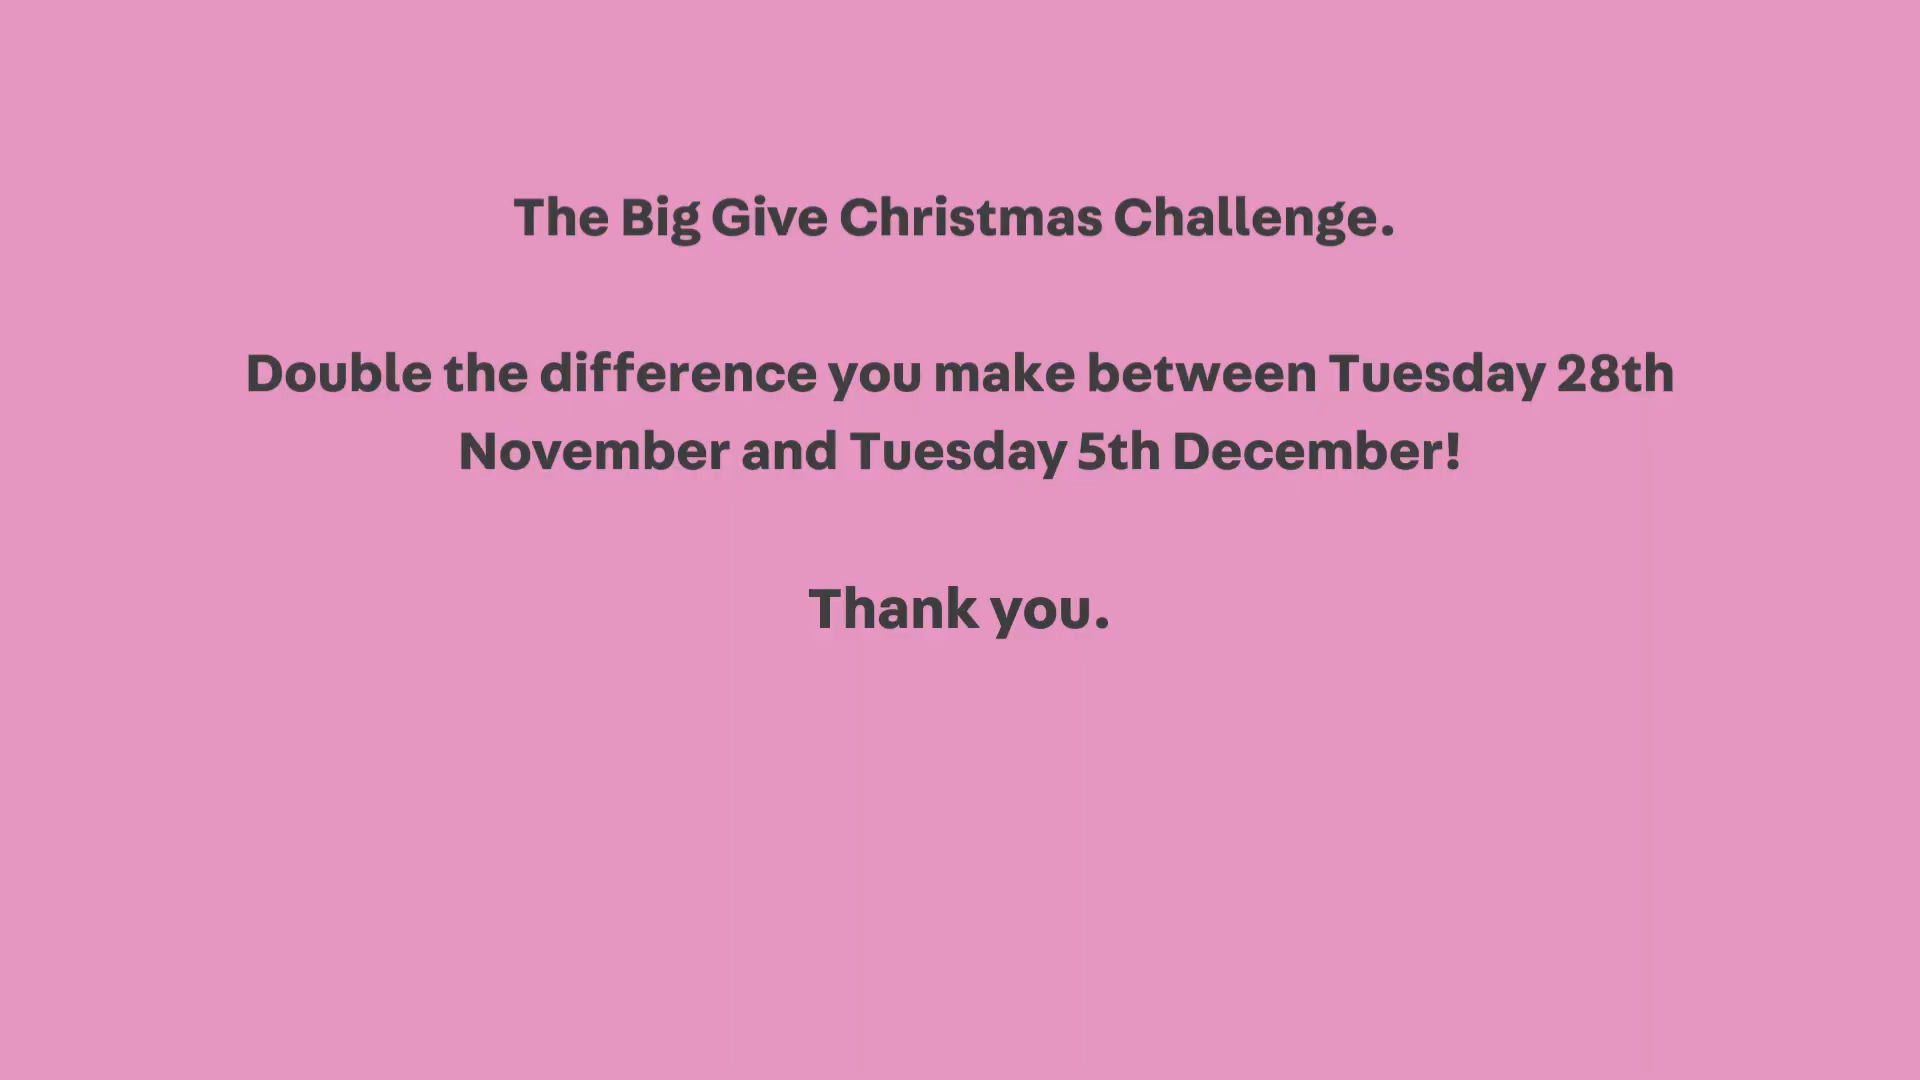 The Big Give Christmas Challenge.
Double the difference you make between Tuesday 28th
November and Tuesday 5th December!
Thank you.